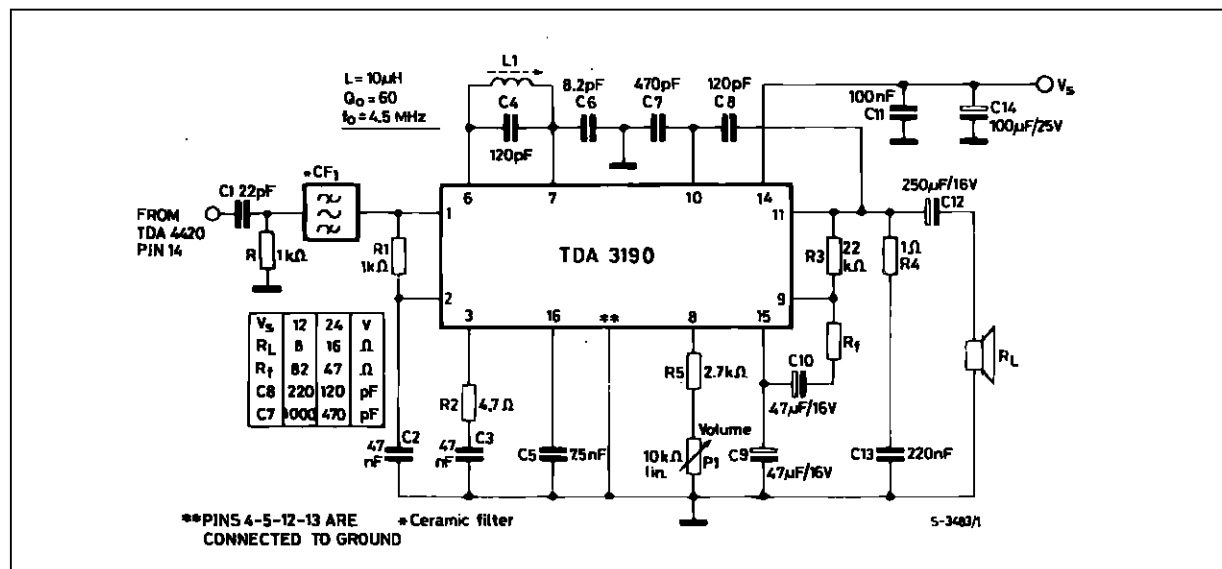 L = 10µH
Q₀ = 60
f₀ = 4.5 MHz
L1
C4
120pF
8.2pF
C6
470pF
C7
120pF
C8
100nF
C11
C14
100µF/25V
Vs
C1 22pF
*CF1
FROM
TDA 4420
PIN 14
R
1kΩ
R1
1kΩ
6
7
10
14
1
2
3
16
**
8
15
11
9
TDA 3190
R3
22
kΩ
1Ω
R4
250µF/16V
C12
Rf
RL
Vs 12 24 V
RL 8 16 Ω
Rf 82 47 Ω
C8 220 120 pF
C7 1000 470 pF
R2
4.7Ω
47
nF
C2
47
nF
C3
C5
7.5nF
R5
2.7kΩ
Volume
10kΩ
lin.
P1
C10
47µF/16V
C9
47µF/16V
C13
220nF
**PINS 4-5-12-13 ARE
CONNECTED TO GROUND
*Ceramic filter
S-3483/1